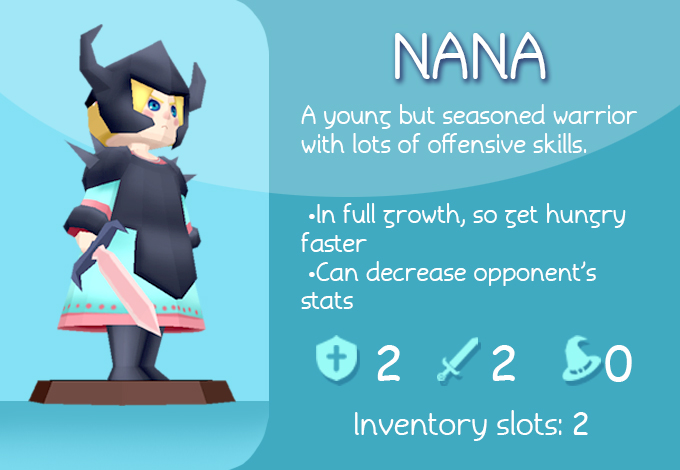 NANA
A young but seasoned warrior
with lots of offensive skills.
•In full growth, so get hungry
faster
•Can decrease opponent's
stats
2 2 0
Inventory slots: 2